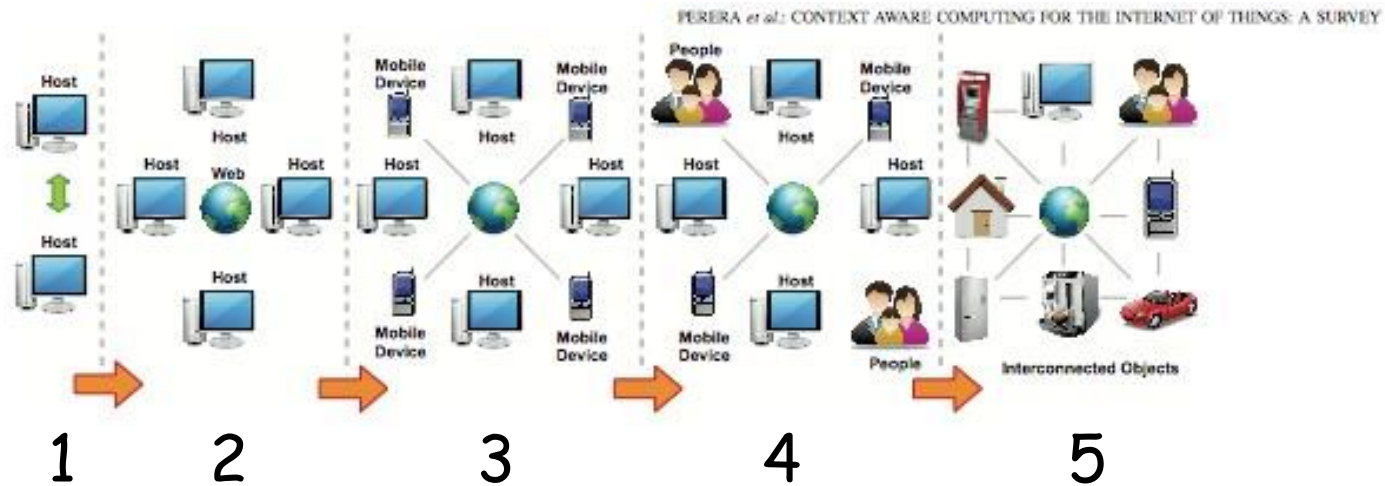 PERERA et al.: CONTEXT AWARE COMPUTING FOR THE INTERNET OF THINGS: A SURVEY
Host
Host
Host
Host
Web
Host
Host
Mobile
Device
Host
Mobile
Device
Host
Host
Mobile
Device
Host
Mobile
Device
People
Host
Mobile
Device
Host
Host
Mobile
Device
Host
People
Interconnected Objects
1
2
3
4
5